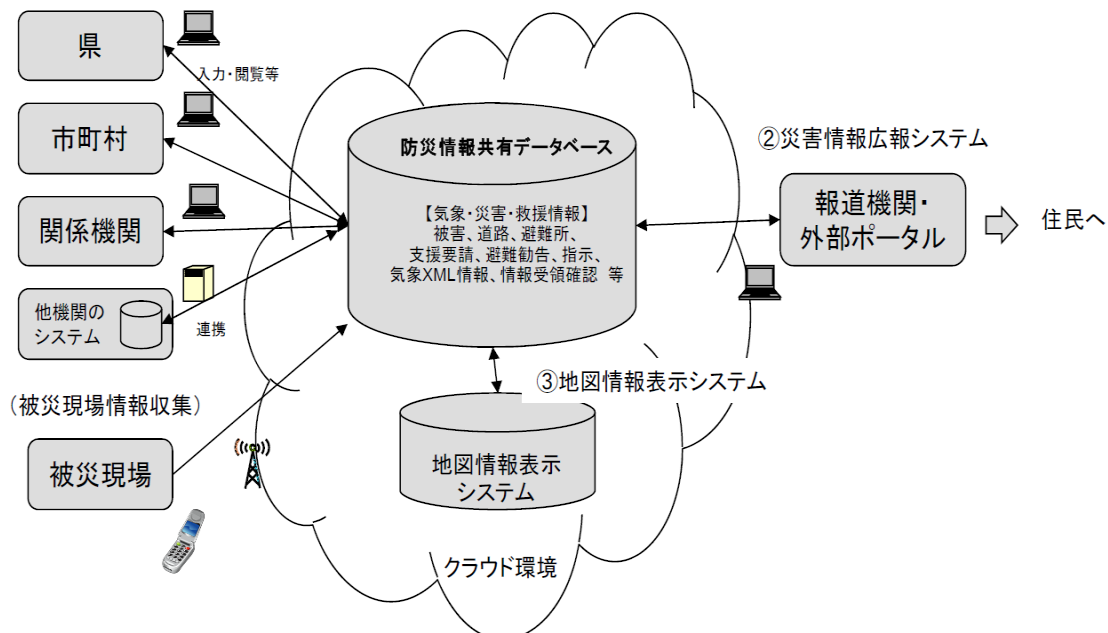 県
入力・閲覧等
市町村
関係機関
他機関の
システム
連携
(被災現場情報収集)
被災現場
防災情報共有データベース
【気象・災害・救援情報】
被害、道路、避難所、
支援要請、避難勧告、指示、
気象XML情報、情報受領確認 等
②災害情報広報システム
報道機関・
外部ポータル
住民へ
③地図情報表示システム
地図情報表示
システム
クラウド環境